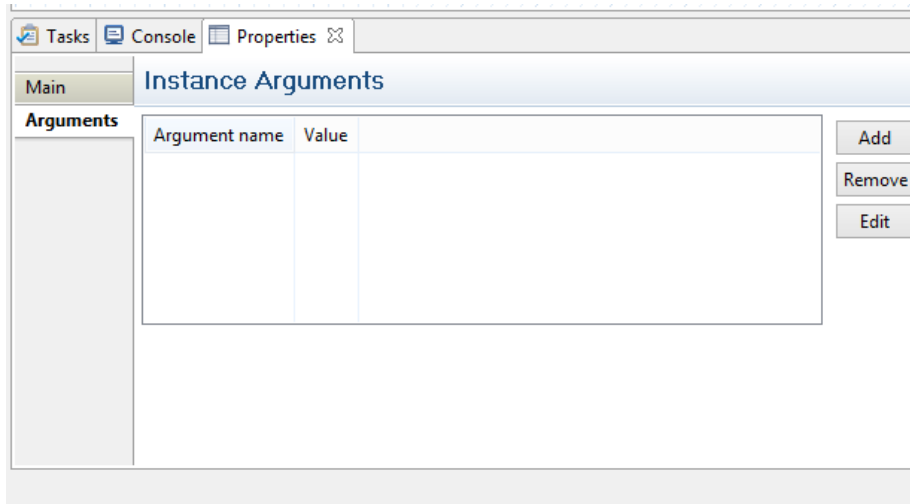 Tasks Console Properties
Main
Arguments
Instance Arguments
Argument name Value
Add
Remove
Edit